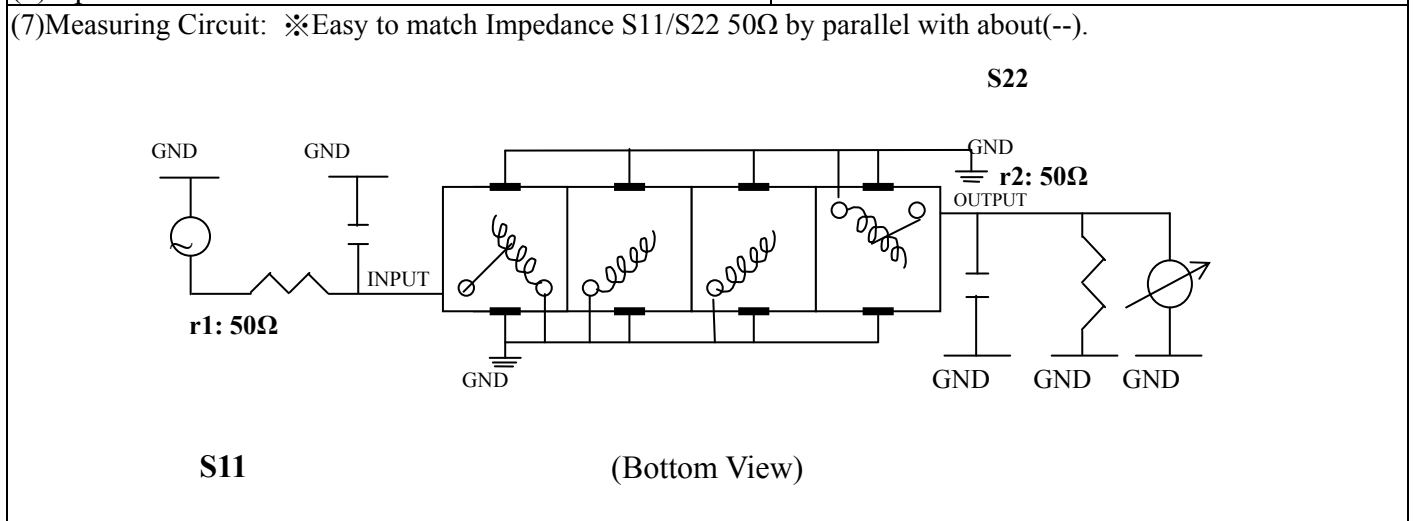 (7)Measuring Circuit: ※Easy to match Impedance S11/S22 50Ω by parallel with about(--).
S22
GND
GND
GND
r2: 50Ω
OUTPUT
INPUT
r1: 50Ω
GND
GND
GND
GND
S11
(Bottom View)